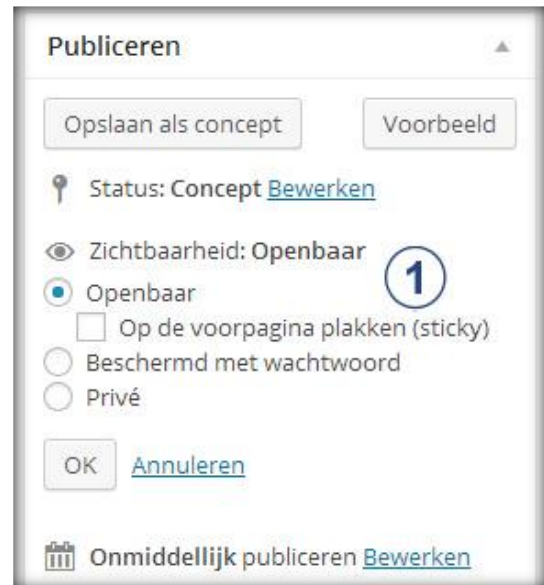 Publiceren
Opslaan als concept Voorbeeld
Status: Concept Bewerken
Zichtbaarheid: Openbaar
1
Openbaar
Op de voorpagina plakken (sticky)
Beschermd met wachtwoord
Privé
OK Annuleren
Onmiddellijk publiceren Bewerken